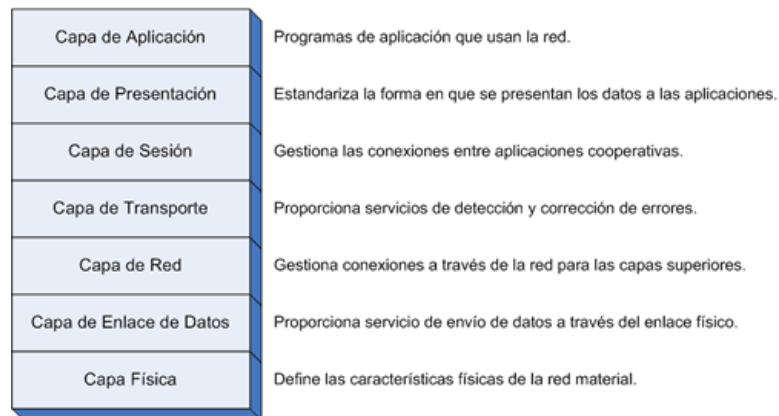 Capa de Aplicación Programas de aplicación que usan la red.
Capa de Presentación Estandariza la forma en que se presentan los datos a las aplicaciones.
Capa de Sesión Gestiona las conexiones entre aplicaciones cooperativas.
Capa de Transporte Proporciona servicios de detección y corrección de errores.
Capa de Red Gestiona conexiones a través de la red para las capas superiores.
Capa de Enlace de Datos Proporciona servicio de envío de datos a través del enlace físico.
Capa Física Define las características físicas de la red material.